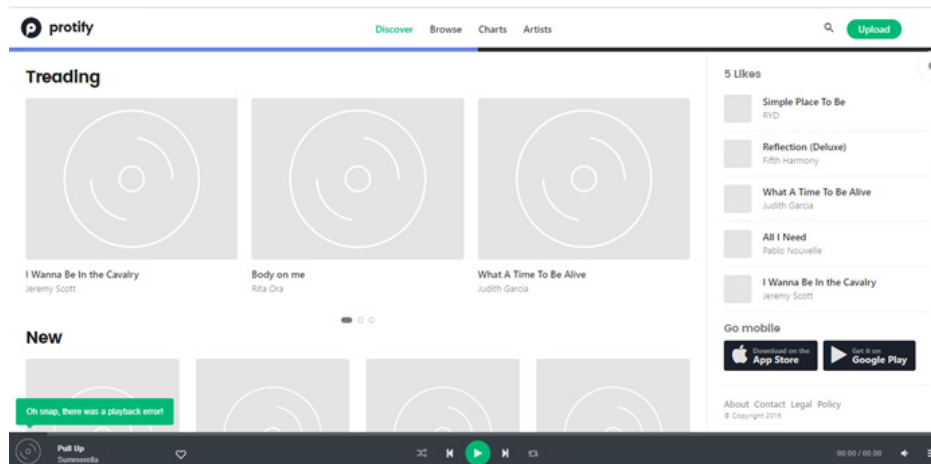 protify
Discover Browse Charts Artists
Upload
Treading
I Wanna Be In the Cavalry
Jeremy Scott
Body on me
Rita Ora
What A Time To Be Alive
Judith Garcia
New
5 Likes
Simple Place To Be
RYD
Reflection (Deluxe)
Fifth Harmony
What A Time To Be Alive
Judith Garcia
All I Need
Pablo Nouvelle
I Wanna Be In the Cavalry
Jeremy Scott
Go mobile
Download on the
App Store
Get it on
Google Play
About Contact Legal Policy
© Copyright 2016
Oh snap, there was a playback error!
Pull Up
Summerella
00:00 / 00:00